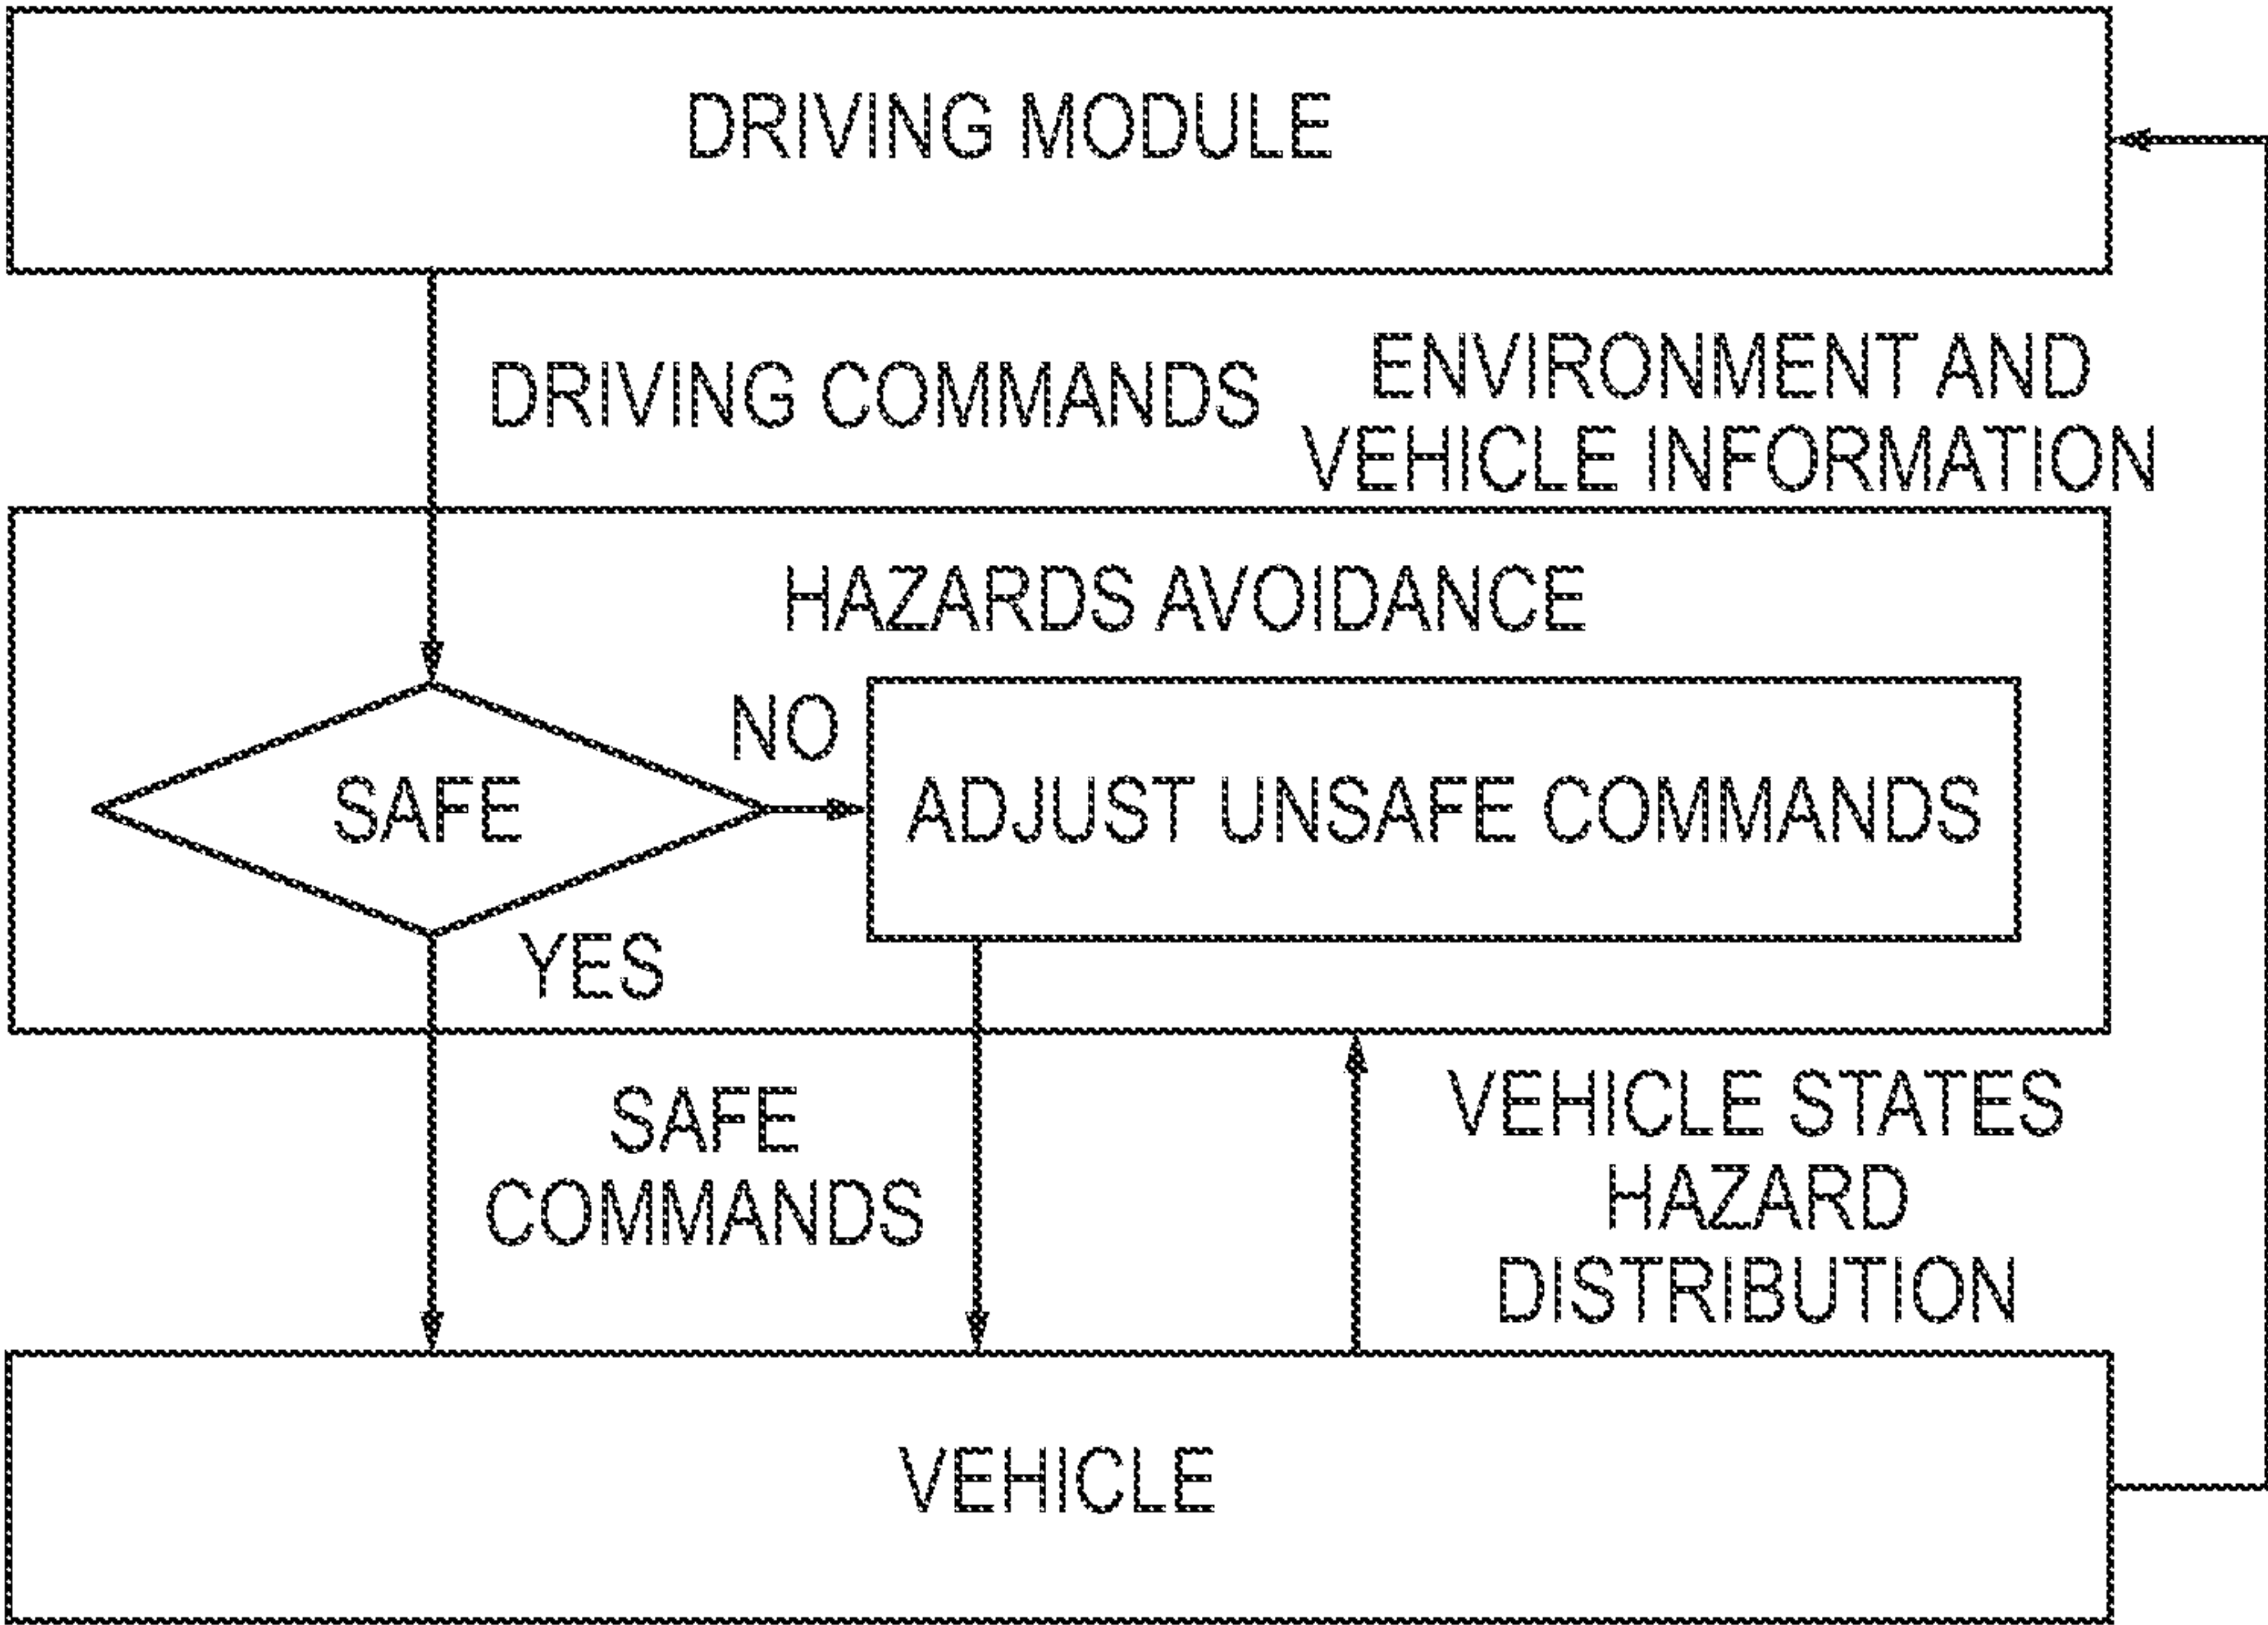 DRIVING MODULE
DRIVING COMMANDS
ENVIRONMENT AND
VEHICLE INFORMATION
HAZARDS AVOIDANCE
NO
SAFE
ADJUST UNSAFE COMMANDS
YES
SAFE
COMMANDS
VEHICLE STATES
HAZARD
DISTRIBUTION
VEHICLE